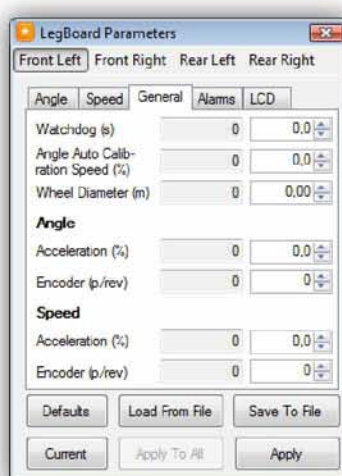 LegBoard Parameters
Front Left Front Right Rear Left Rear Right
Angle Speed General Alarms LCD
Watchdog (s) 0 0,0
Angle Auto Calib-
ration Speed (%) 0 0,0
Wheel Diameter (m) 0 0,00
Angle
Acceleration (%) 0 0,0
Encoder (p/rev) 0 0
Speed
Acceleration (%) 0 0,0
Encoder (p/rev) 0 0
Defaults Load From File Save To File
Current Apply To All Apply